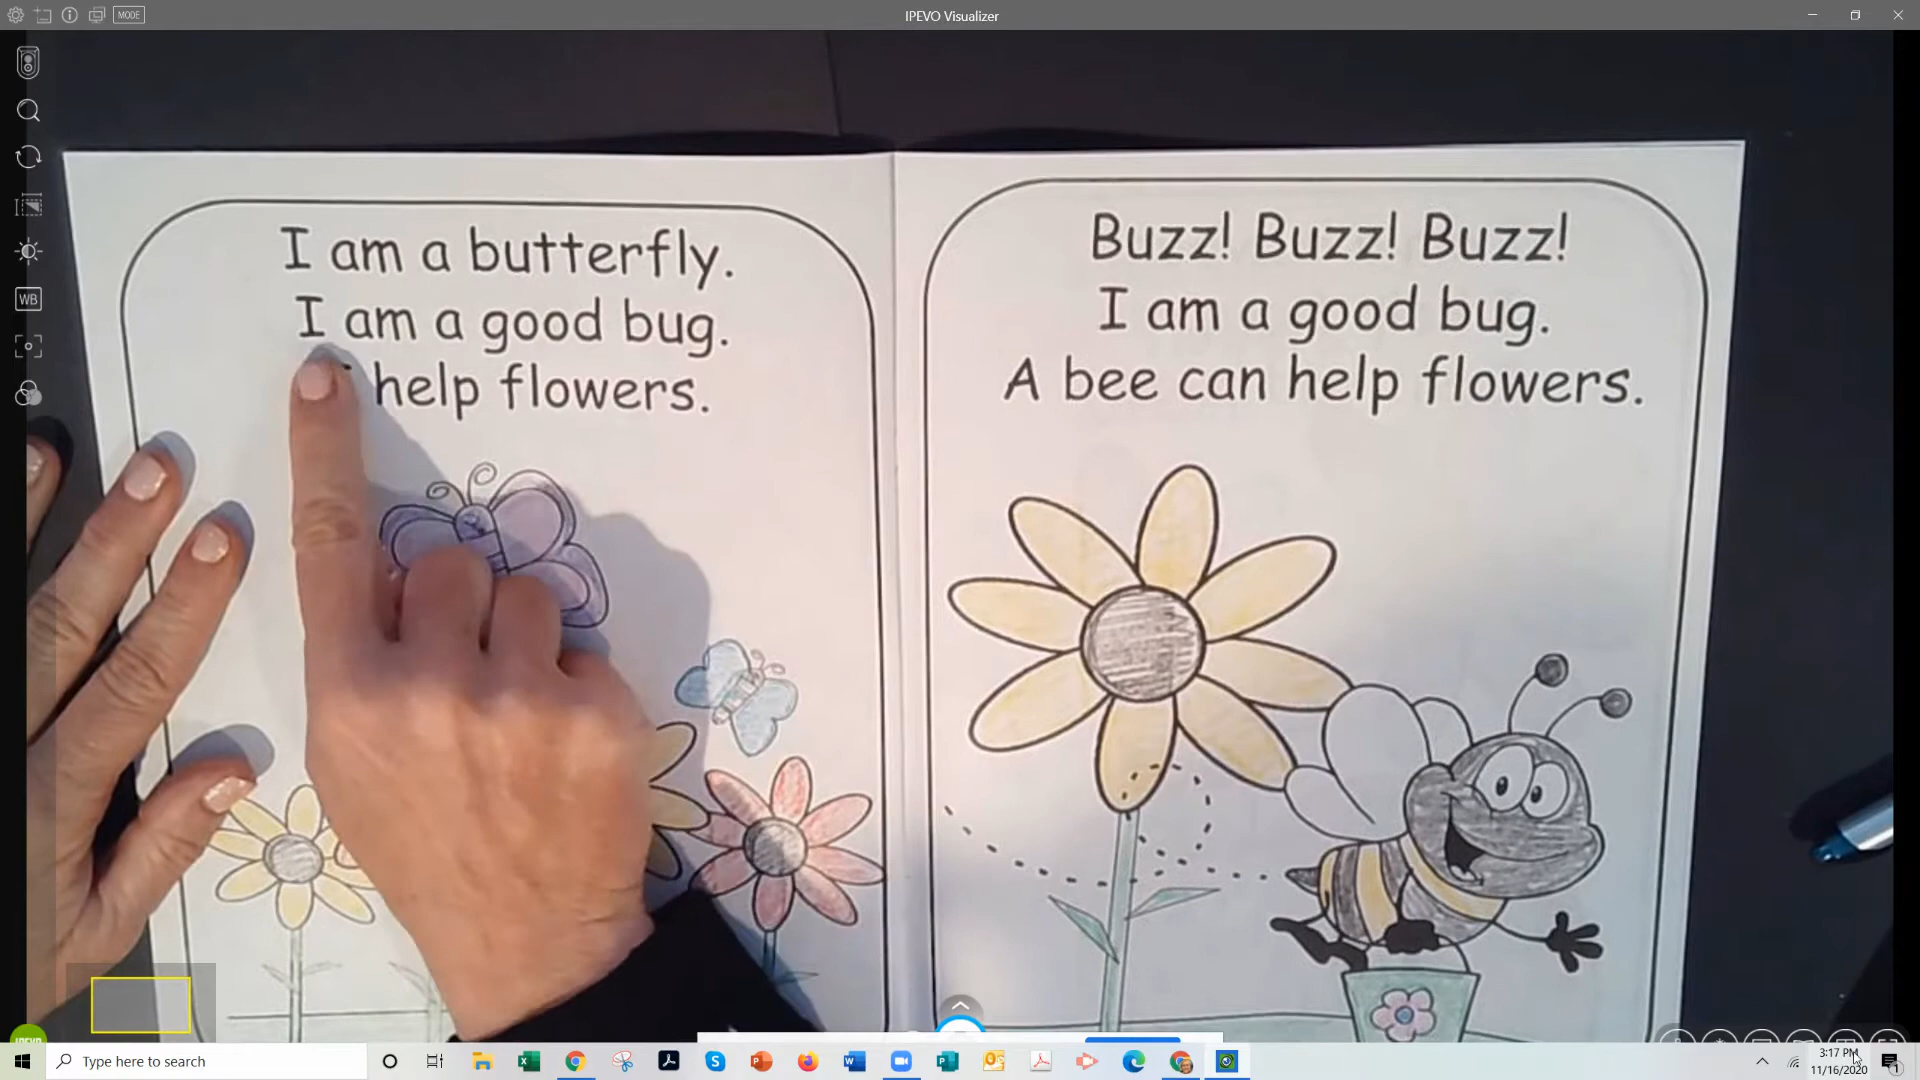 MODE
IPEVO Visualizer
WB
I am a butterfly.
I am a good bug.
help flowers.
Buzz! Buzz! Buzz!
I am a good bug.
A bee can help flowers.
Type here to search
3:17 PM
11/16/2020